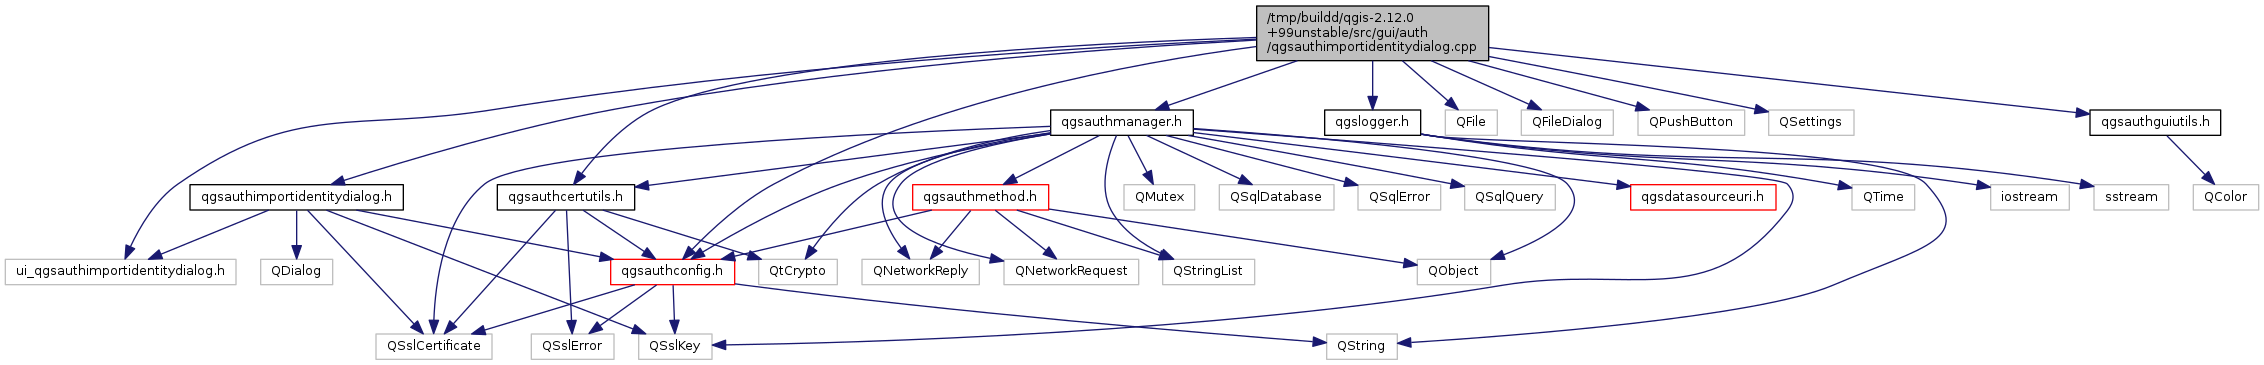 /tmp/buildd/qgis-2.12.0
+99unstable/src/gui/auth
/qgsauthimportidentitydialog.cpp
qgsauthmanager.h
qgslogger.h
QFile
QFileDialog
QPushButton
QSettings
qgsauthguiutils.h
qgsauthimportidentitydialog.h
qgsauthcertutils.h
qgsauthmethod.h
QMutex
QSqlDatabase
QSqlError
QSqlQuery
qgsdatasourceuri.h
QTime
iostream
sstream
QColor
ui_qgsauthimportidentitydialog.h
QDialog
qgsauthconfig.h
QtCrypto
QNetworkReply
QNetworkRequest
QStringList
QObject
QSslCertificate
QSslError
QSslKey
QString